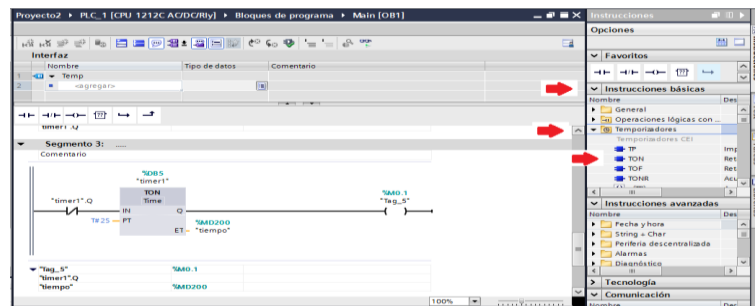 Proyecto2 ▸ PLC_1 [CPU 1212C AC/DC/Rly] ▸ Bloques de programa ▸ Main [OB1]
Interfaz
Nombre Tipo de datos Comentario
1 Temp
2 <agregar>
timer1 .Q
Segmento 3: .....
Comentario
%DB5
"timer1"
TON
Time
%M0.1
"Tag_5"
"timer1".Q
IN Q
T#2S PT
ET
%MD200
"tiempo"
"Tag_5" %M0.1
"timer1".Q
"tiempo" %MD200
100%
Instrucciones
Opciones
Favoritos
Instrucciones básicas
Nombre Des
General
Operaciones lógicas con ...
Temporizadores
Temporizadores CEI
TP Imp
TON Ret
TOF Ret
TONR Acu
Instrucciones avanzadas
Nombre Des
Fecha y hora
String + Char
Periferia descentralizada
Alarmas
Diagnóstico
Tecnología
Comunicación
Nombre Des